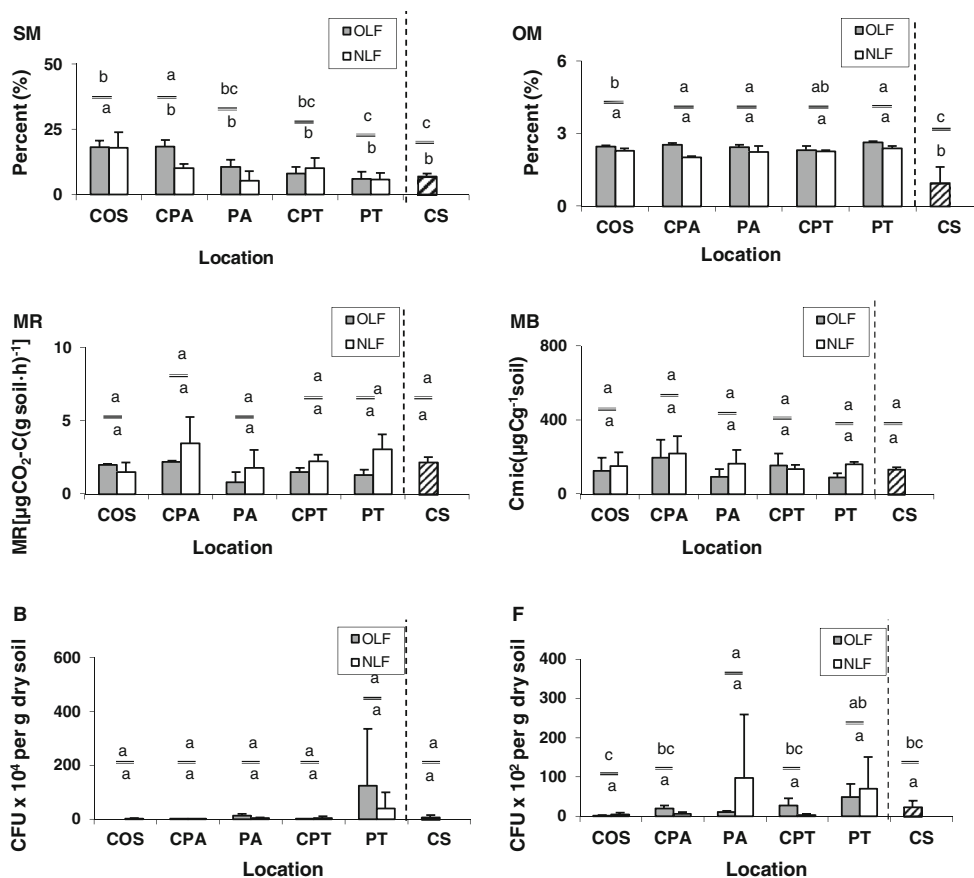 SM
OLF
NLF
Percent (%)
50
25
0
b a
a b
bc b
bc b
c b
c b
COS CPA PA CPT PT CS
Location
OM
OLF
NLF
Percent (%)
6
3
0
b a
a a
a a
ab a
a a
c b
COS CPA PA CPT PT CS
Location
MR
OLF
NLF
MR[µgCO₂-C(g soil·h)⁻¹]
10
5
0
a a
a a
a a
a a
a a
a a
COS CPA PA CPT PT CS
Location
MB
OLF
NLF
Cmic(µgCg⁻¹soil)
800
400
0
a a
a a
a a
a a
a a
a a
COS CPA PA CPT PT CS
Location
B
OLF
NLF
CFU x 10⁴ per g dry soil
600
400
200
0
a a
a a
a a
a a
a a
a a
COS CPA PA CPT PT CS
Location
F
OLF
NLF
CFU x 10² per g dry soil
400
300
200
100
0
c a
bc a
a a
bc a
ab a
bc a
COS CPA PA CPT PT CS
Location